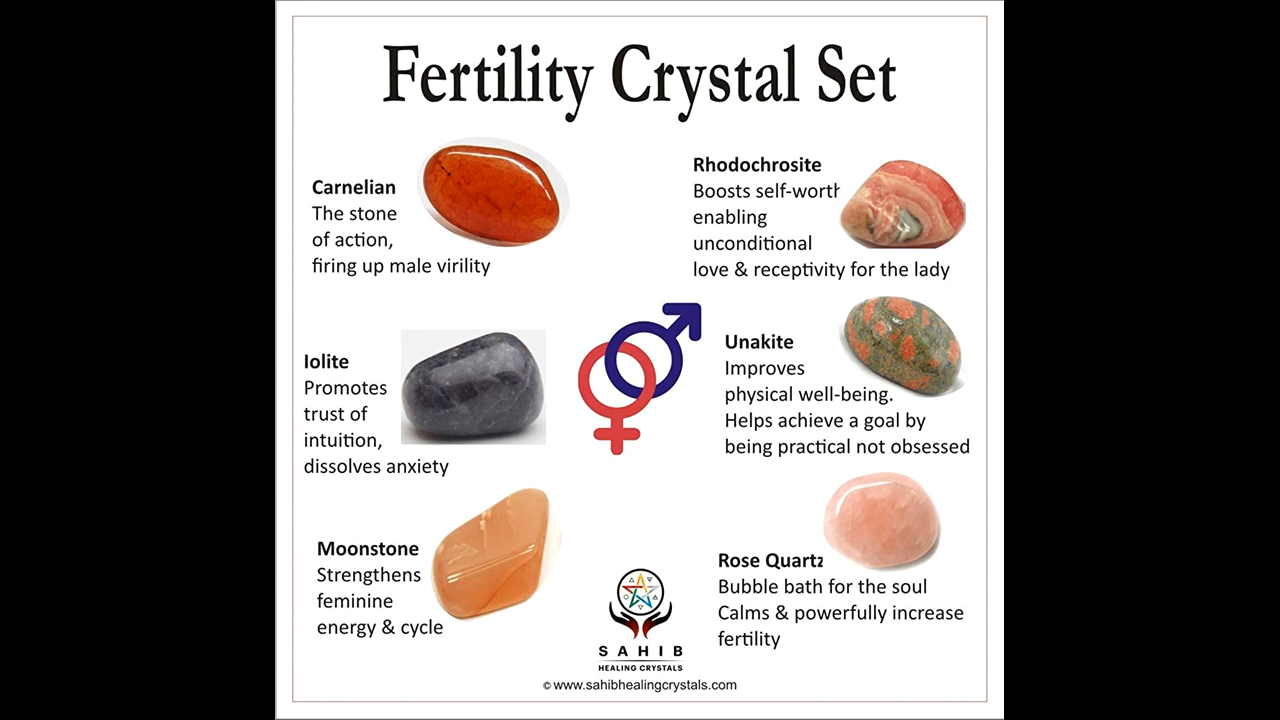 Fertility Crystal Set
Carnelian
The stone
of action,
firing up male virility
Rhodochrosite
Boosts self-worth
enabling
unconditional
love & receptivity for the lady
Iolite
Promotes
trust of
intuition,
dissolves anxiety
Unakite
Improves
physical well-being.
Helps achieve a goal by
being practical not obsessed
Moonstone
Strengthens
feminine
energy & cycle
Rose Quartz
Bubble bath for the soul
Calms & powerfully increase
fertility
SAHIB
HEALING CRYSTALS
© www.sahibhealingcrystals.com